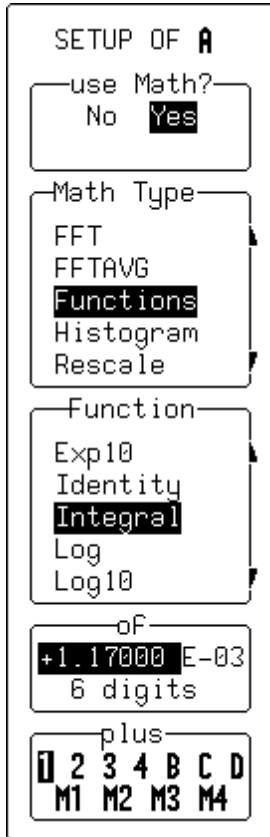 SETUP OF A
use Math?
No Yes
Math Type
FFT
FFTAVG
Functions
Histogram
Rescale
Function
Exp10
Identity
Integral
Log
Log10
of
+1.17000 E-03
6 digits
plus
1 2 3 4 B C D
M1 M2 M3 M4